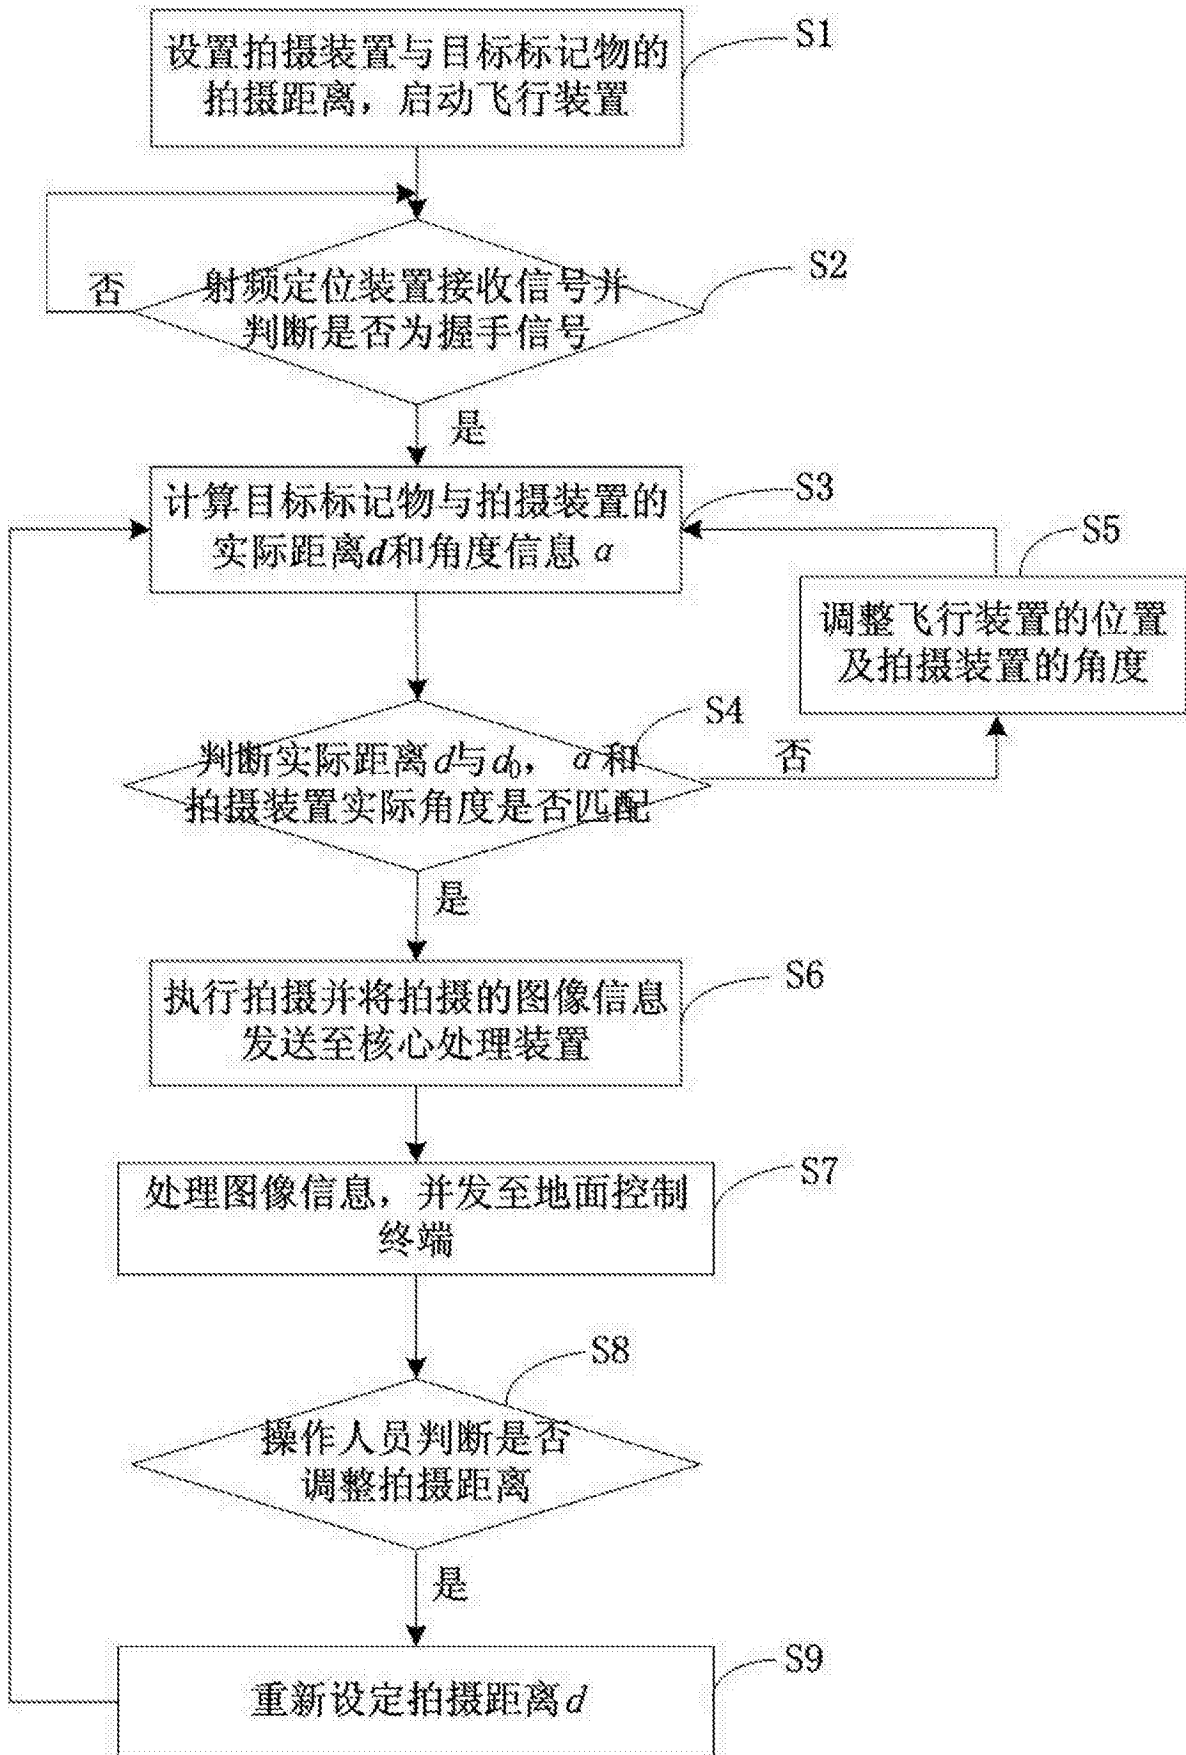 设置拍摄装置与目标标记物的
拍摄距离，启动飞行装置
S1
射频定位装置接收信号并
判断是否为握手信号
S2
否
是
计算目标标记物与拍摄装置的
实际距离d和角度信息α
S3
S5
调整飞行装置的位置
及拍摄装置的角度
判断实际距离d与d₀，α和
拍摄装置实际角度是否匹配
S4
否
是
执行拍摄并将拍摄的图像信息
发送至核心处理装置
S6
处理图像信息，并发至地面控制
终端
S7
操作人员判断是否
调整拍摄距离
S8
是
重新设定拍摄距离d
S9